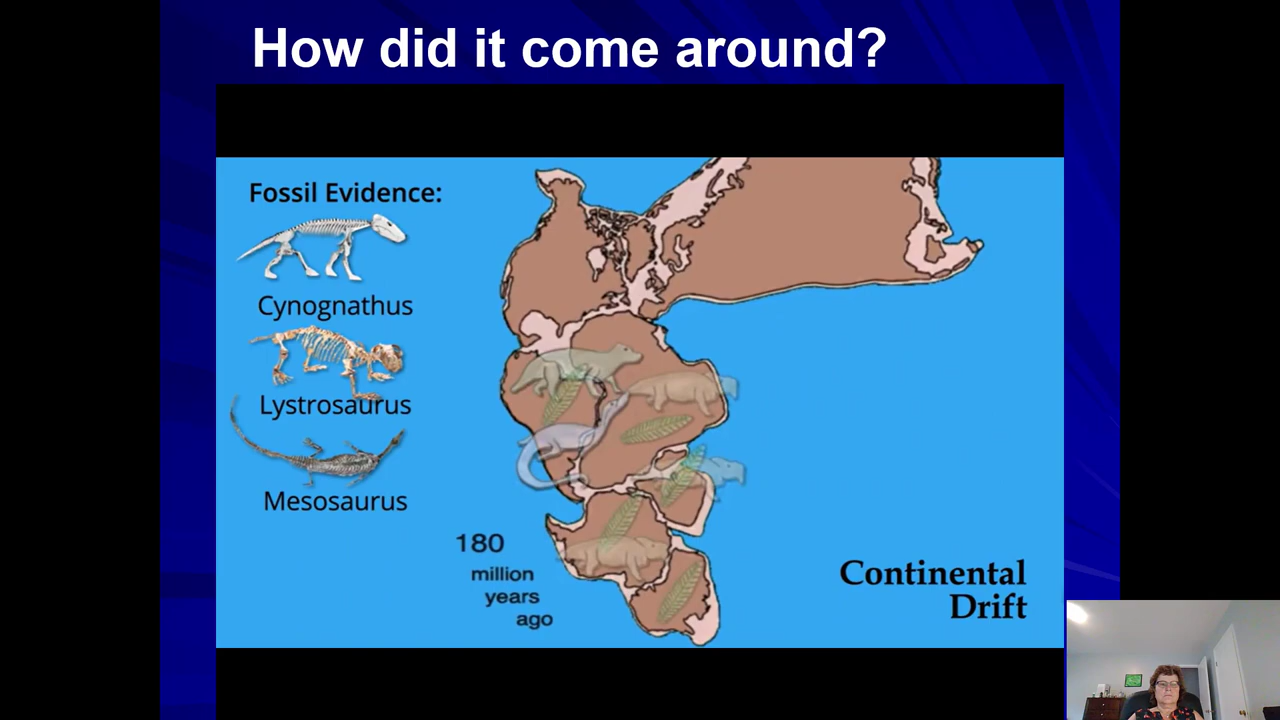 How did it come around?
Fossil Evidence:
Cynognathus
Lystrosaurus
Mesosaurus
180
million
years
ago
Continental
Drift